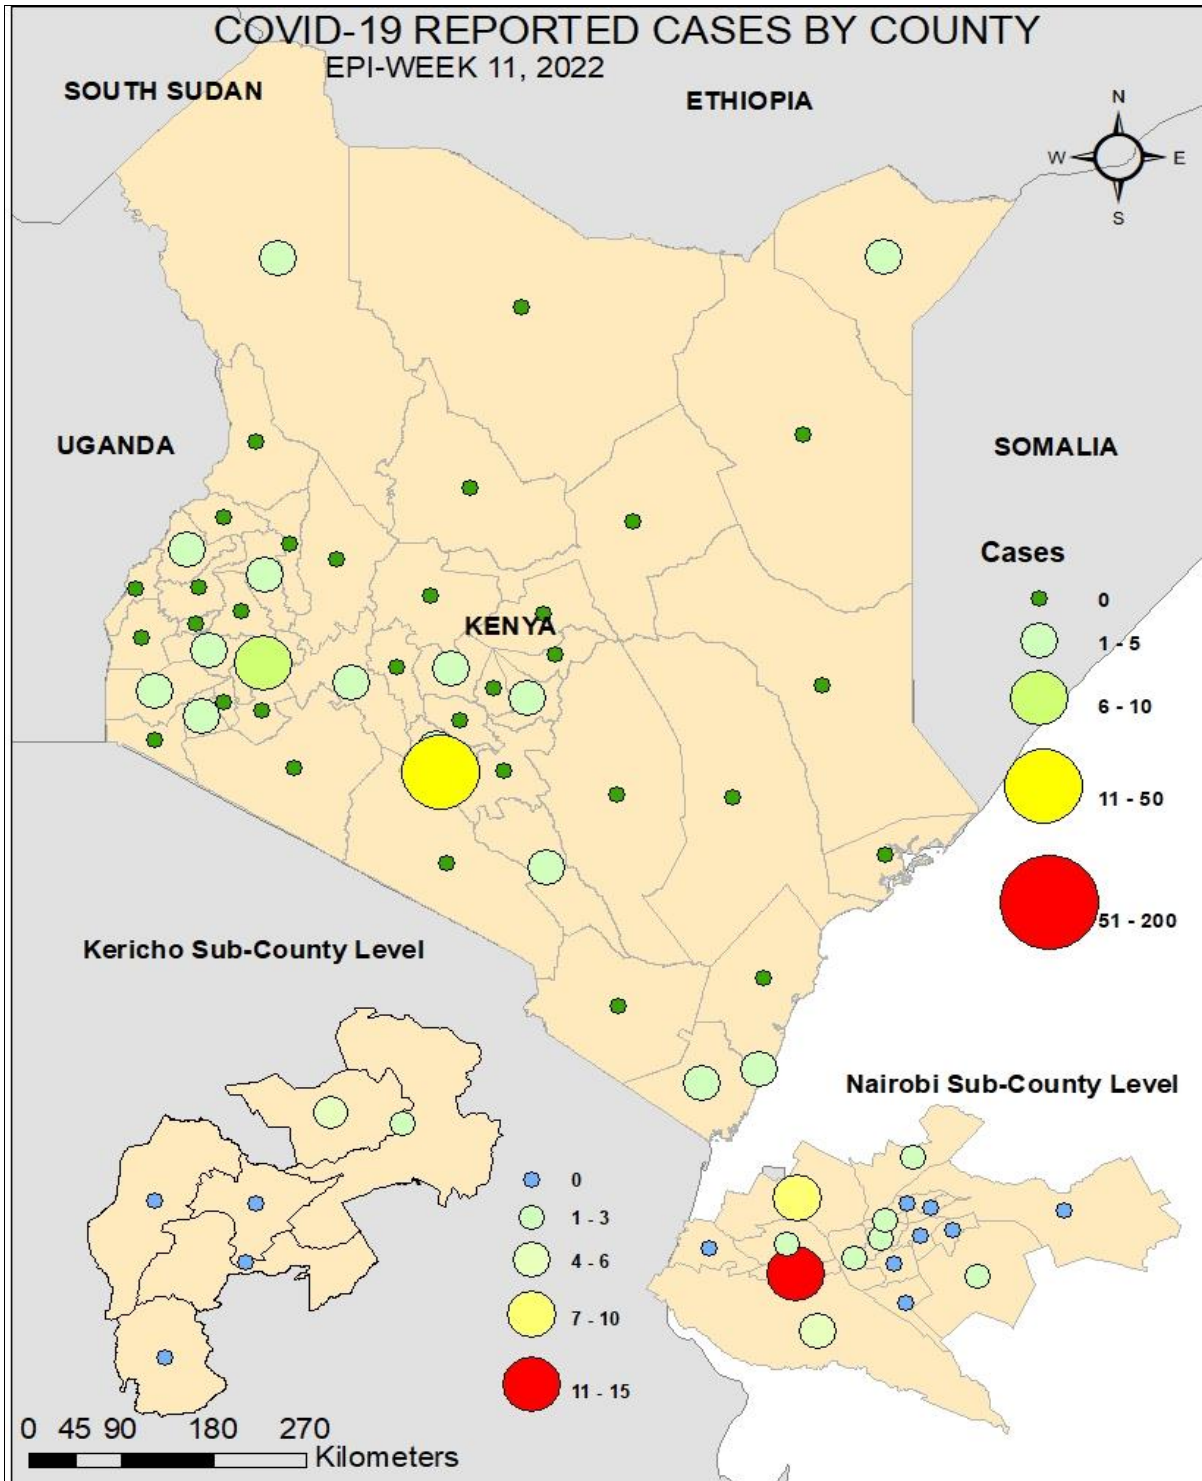 COVID-19 REPORTED CASES BY COUNTY
EPI-WEEK 11, 2022
SOUTH SUDAN
ETHIOPIA
N
W E
S
UGANDA
SOMALIA
Cases
0
1 - 5
KENYA
6 - 10
11 - 50
51 - 200
Kericho Sub-County Level
Nairobi Sub-County Level
0
1 - 3
4 - 6
7 - 10
11 - 15
0 45 90 180 270
Kilometers